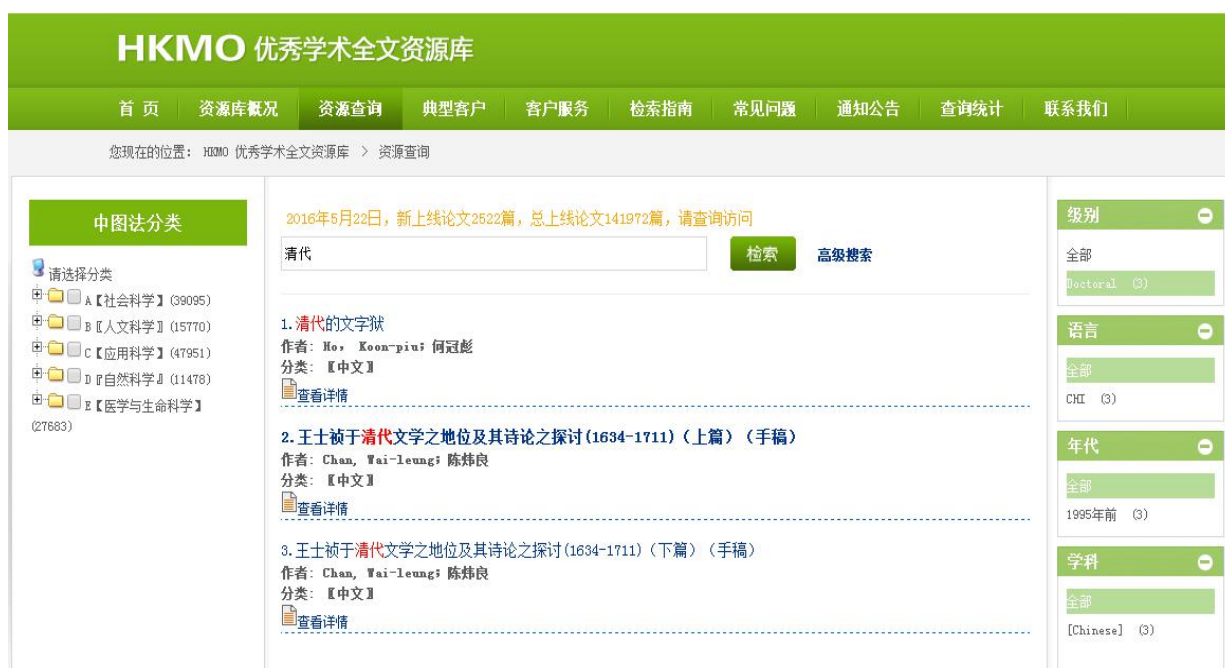 HKMO 优秀学术全文资源库
首 页 资源库概况 资源查询 典型客户 客户服务 检索指南 常见问题 通知公告 查询统计 联系我们
您现在的位置： HKMO 优秀学术全文资源库 > 资源查询
中图法分类
请选择分类
A【社会科学】(39095)
B〖人文科学〗(15770)
C【应用科学】(47951)
D『自然科学』(11478)
E【医学与生命科学】
(27683)
2016年5月22日，新上线论文2522篇，总上线论文141972篇，请查询访问
清代
检索 高级搜索
1.清代的文字狱
作者：Ho, Koon-piu；何冠彪
分类：【中文】
查看详情
2.王士祯于清代文学之地位及其诗论之探讨(1634-1711)（上篇）（手稿）
作者：Chan, Wai-leung；陈炜良
分类：【中文】
查看详情
3.王士祯于清代文学之地位及其诗论之探讨(1634-1711)（下篇）（手稿）
作者：Chan, Wai-leung；陈炜良
分类：【中文】
查看详情
级别
全部
Doctoral (3)
语言
全部
CHI (3)
年代
全部
1995年前 (3)
学科
全部
[Chinese] (3)